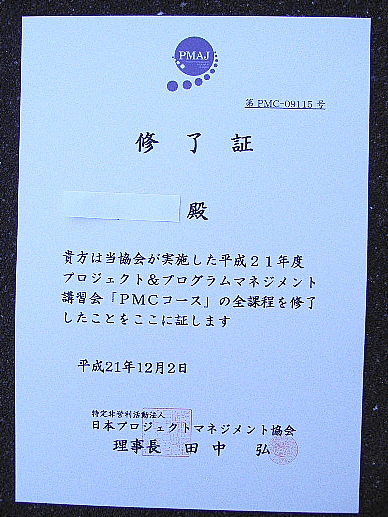 PMAJ
第 PMC-09115 号
修了証
殿
貴方は当協会が実施した平成21年度
プロジェクト&プログラムマネジメント
講習会「PMCコース」の全課程を修了
したことをここに証します
平成21年12月2日
特定非営利活動法人
日本プロジェクトマネジメント協会
理事長 田中 弘